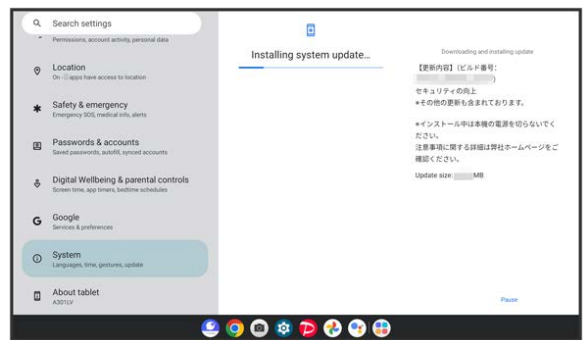 Search settings
Permissions, account activity, personal data
Location
On - apps have access to location
Safety & emergency
Emergency SOS, medical info, alerts
Passwords & accounts
Saved passwords, autofill, synced accounts
Digital Wellbeing & parental controls
Screen time, app timers, bedtime schedules
Google
Services & preferences
System
Languages, time, gestures, update
About tablet
A301LV
Installing system update…
Downloading and installing update
【更新内容】(ビルド番号:
)
セキュリティの向上
※その他の更新も含まれております。
※インストール中は本機の電源を切らないでく
ださい。
注意事項に関する詳細は弊社ホームページをご
確認ください。
Update size: MB
Pause